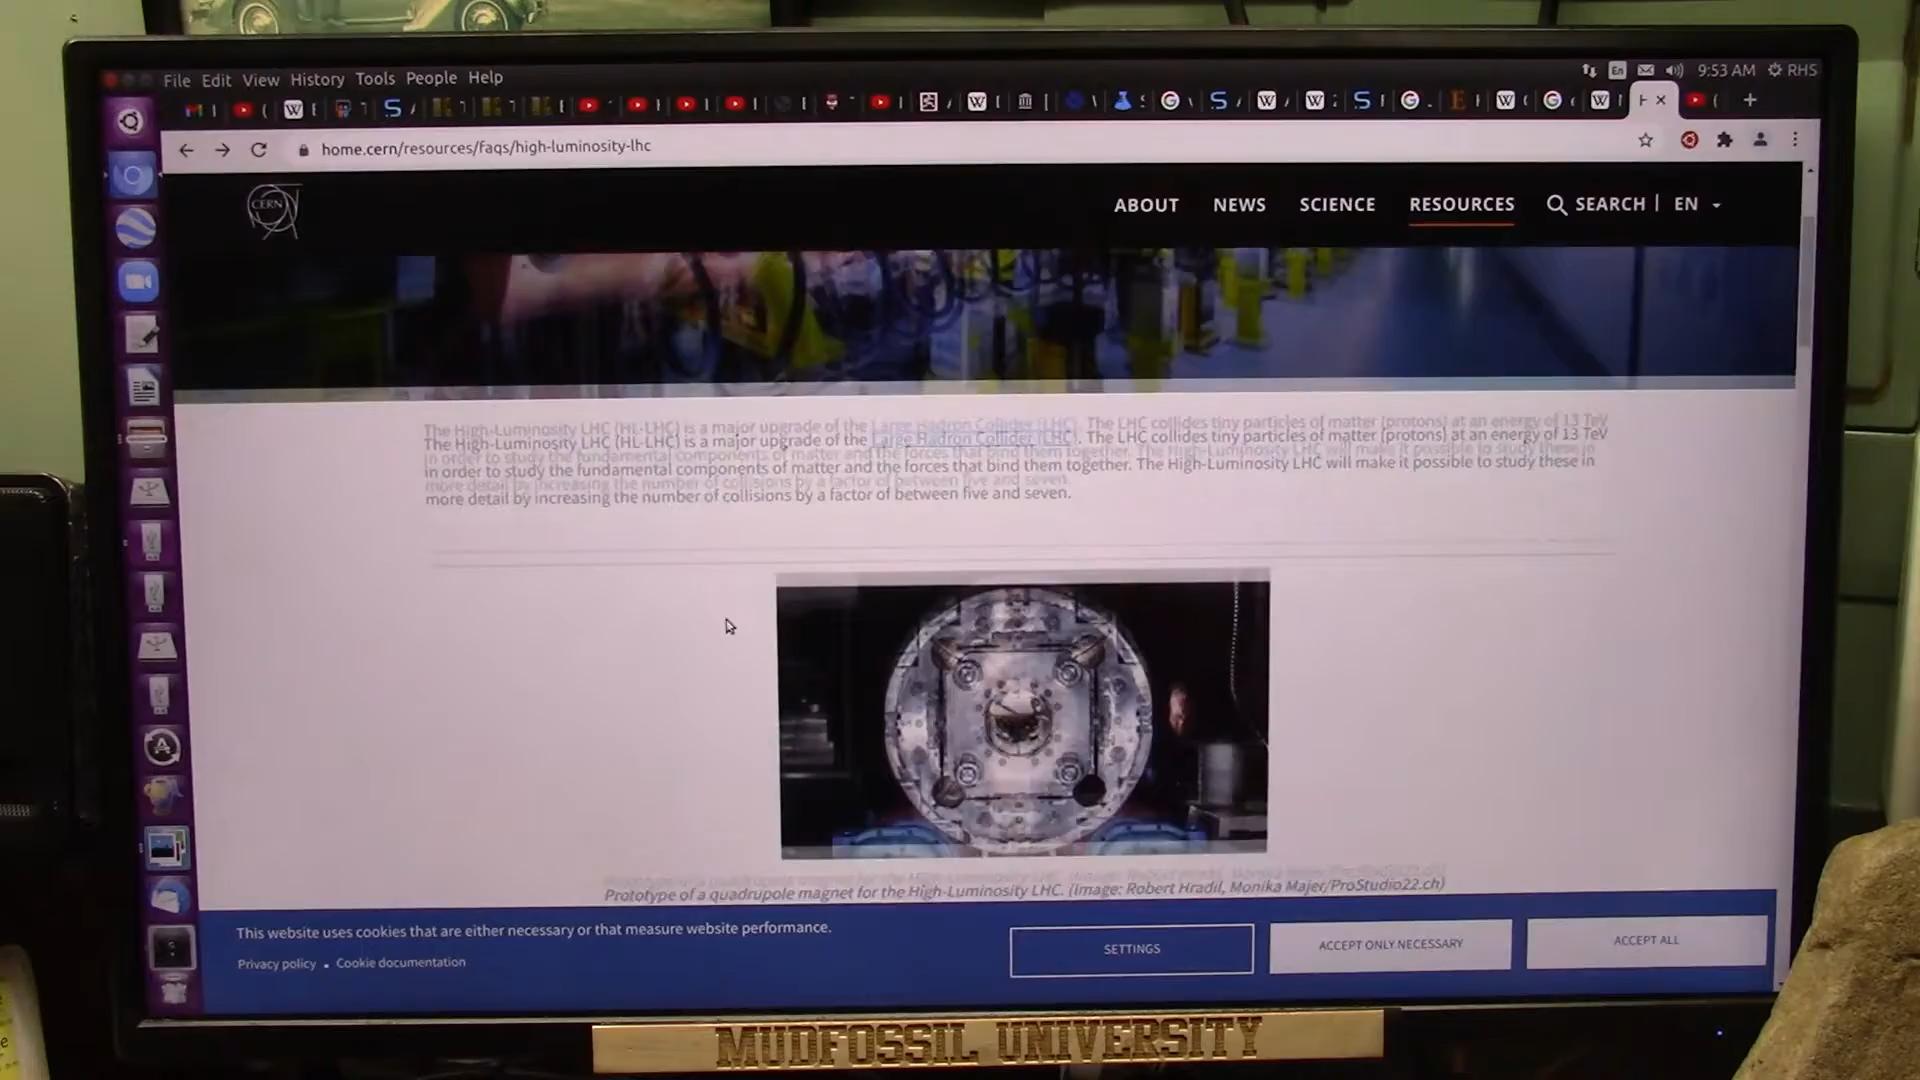 File Edit View History Tools People Help
En 9:53 AM RHS
home.cern/resources/faqs/high-luminosity-lhc
CERN
ABOUT NEWS SCIENCE RESOURCES SEARCH | EN
The High-Luminosity LHC (HL-LHC) is a major upgrade of the Large Hadron Collider (LHC). The LHC collides tiny particles of matter (protons) at an energy of 13 TeV
in order to study the fundamental components of matter and the forces that bind them together. The High-Luminosity LHC will make it possible to study these in
more detail by increasing the number of collisions by a factor of between five and seven.
Prototype of a quadrupole magnet for the High-Luminosity LHC. (Image: Robert Hradil, Monika Majer/ProStudio22.ch)
This website uses cookies that are either necessary or that measure website performance.
Privacy policy • Cookie documentation
SETTINGS
ACCEPT ONLY NECESSARY
ACCEPT ALL
MUDFOSSIL UNIVERSITY